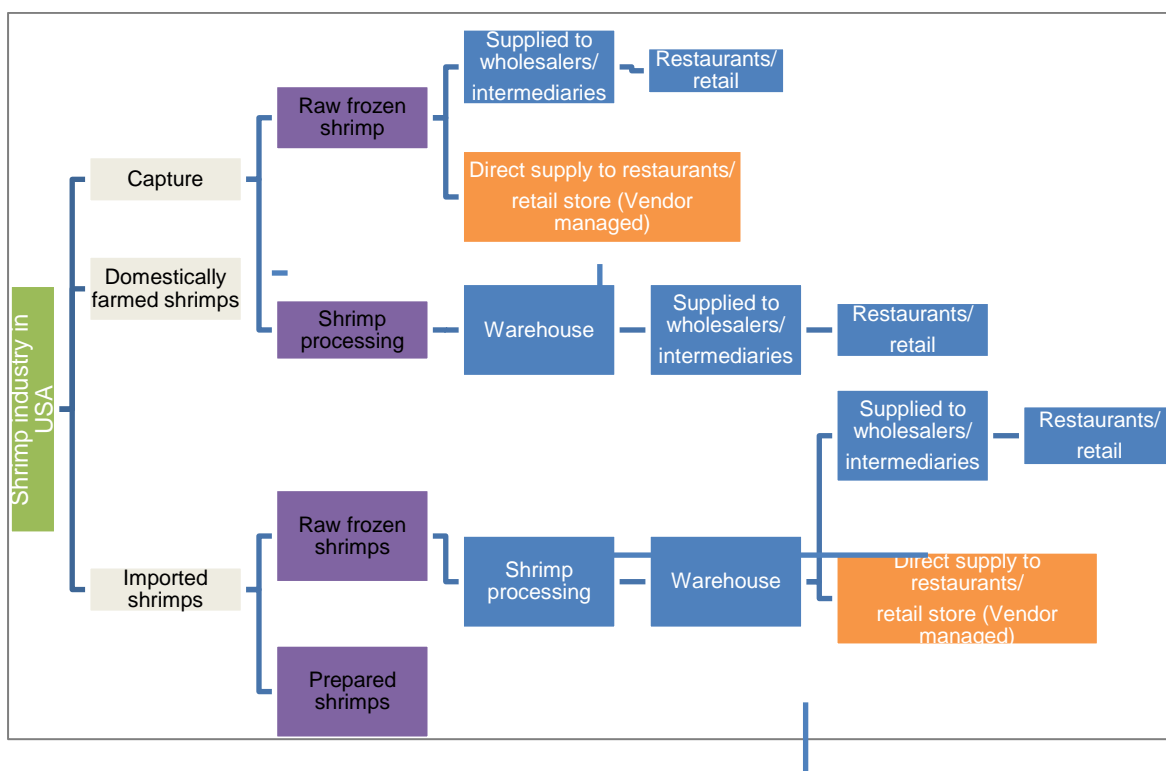 Shrimp industry in
USA
Capture
Domestically
farmed shrimps
Imported
shrimps
Raw frozen
shrimp
Shrimp
processing
Raw frozen
shrimps
Prepared
shrimps
Supplied to
wholesalers/
intermediaries
Restaurants/
retail
Direct supply to restaurants/
retail store (Vendor
managed)
Warehouse
Supplied to
wholesalers/
intermediaries
Restaurants/
retail
Shrimp
processing
Warehouse
Supplied to
wholesalers/
intermediaries
Restaurants/
retail
Direct supply to
restaurants/
retail store (Vendor
managed)